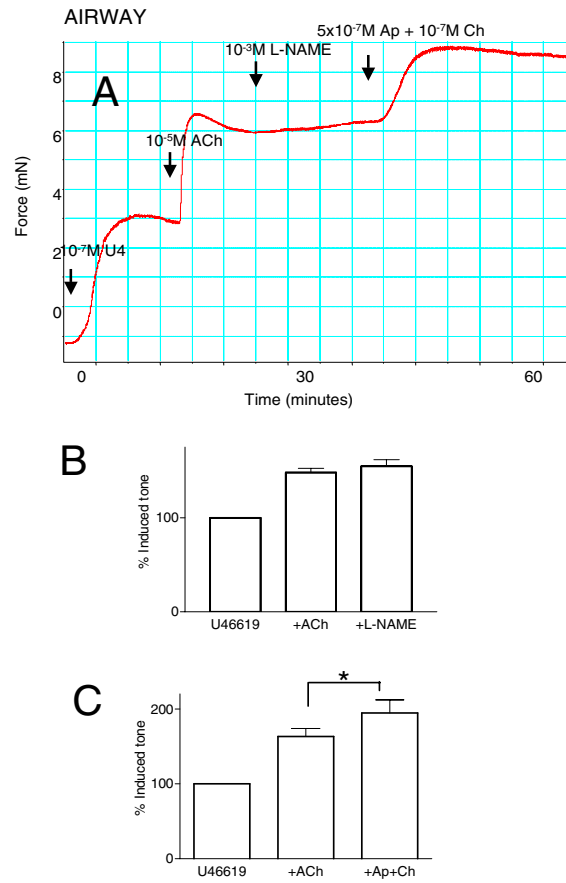 AIRWAY
10⁻³M L-NAME
5x10⁻⁷M Ap + 10⁻⁷M Ch
A
10⁻⁵M ACh
10⁻⁷M U4
Force (mN)
8
6
4
2
0
0 30 60
Time (minutes)
B
% Induced tone
100
0
U46619 +ACh +L-NAME
C
*
% Induced tone
200
100
0
U46619 +ACh +Ap+Ch